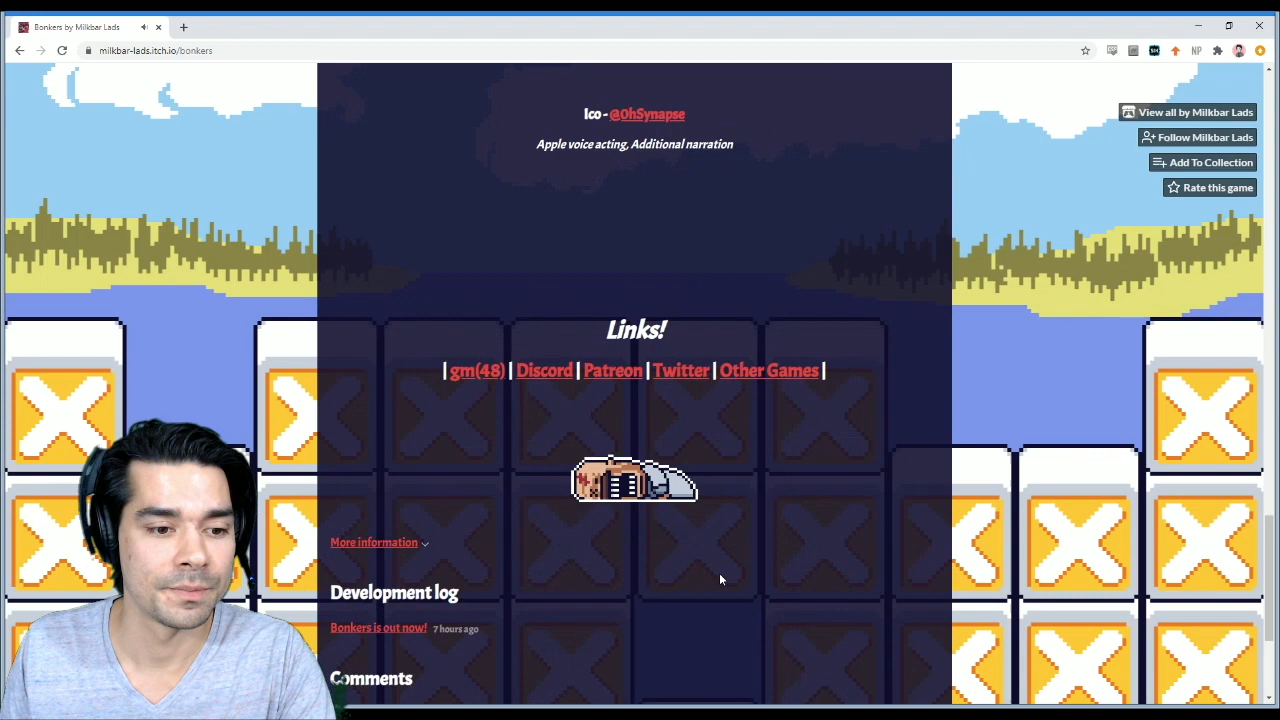 Bonkers by Milkbar Lads
milkbar-lads.itch.io/bonkers
NP
View all by Milkbar Lads
Follow Milkbar Lads
Add To Collection
Rate this game
Ico - @OhSynapse
Apple voice acting, Additional narration
Links!
| gm(48) | Discord | Patreon | Twitter | Other Games |
More information
Development log
Bonkers is out now! 7 hours ago
Comments